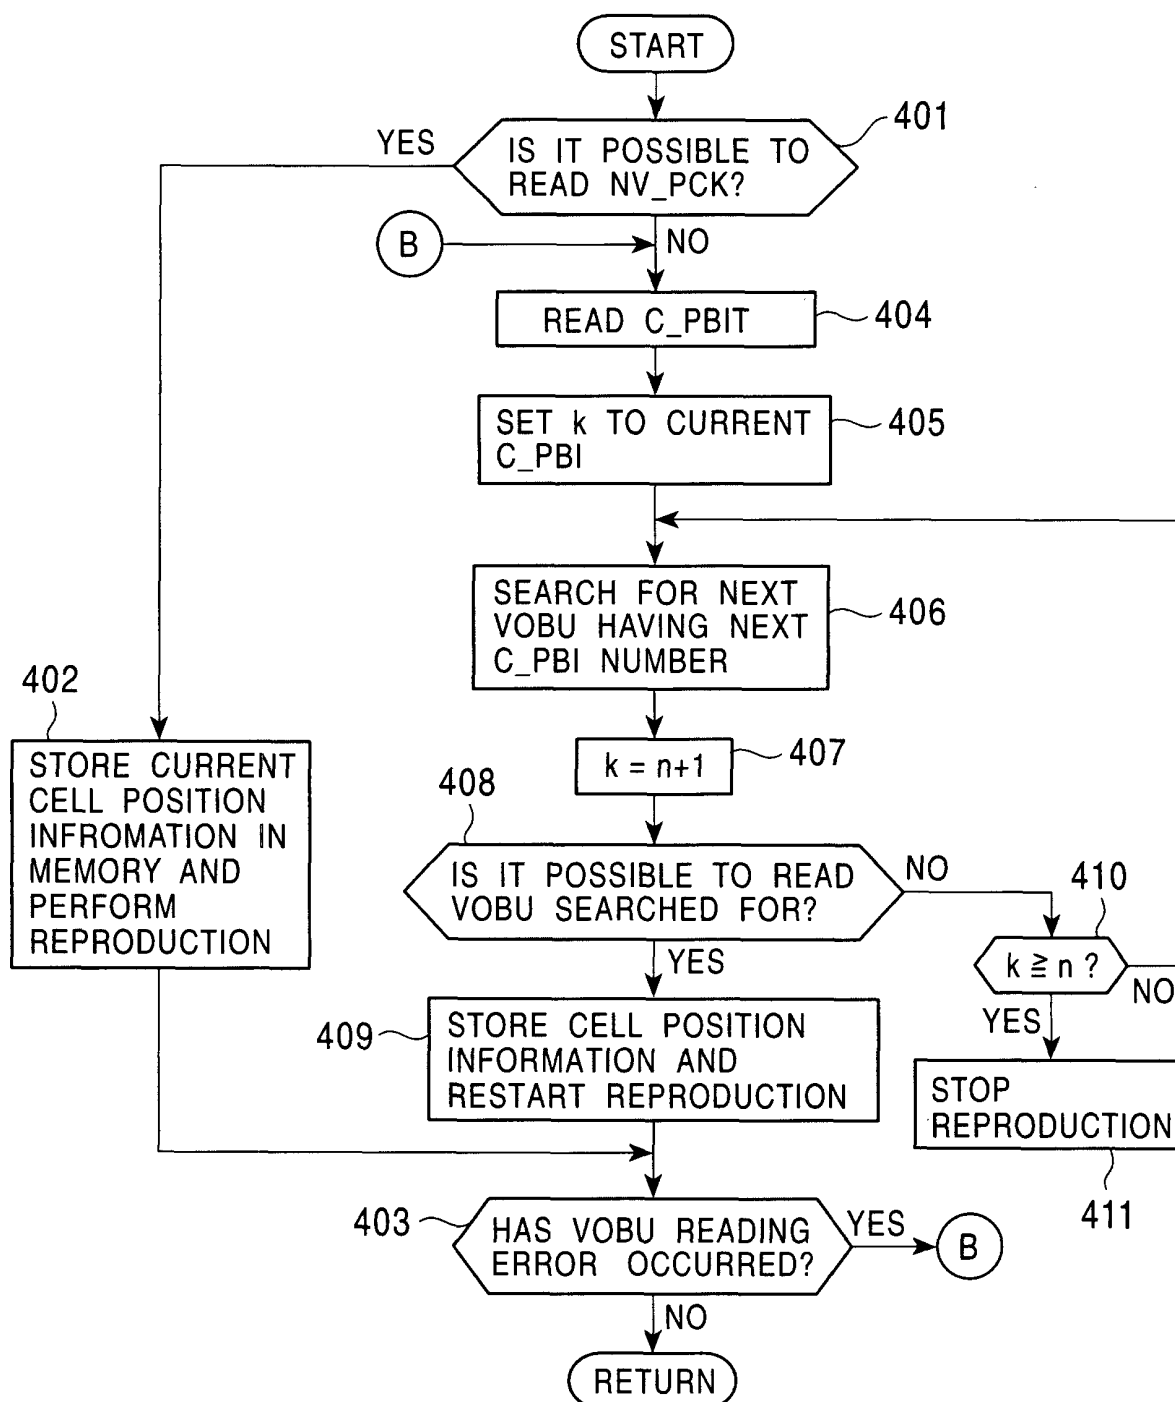 START
401
YES
IS IT POSSIBLE TO
READ NV_PCK?
B
NO
READ C_PBIT
404
SET k TO CURRENT
C_PBI
405
SEARCH FOR NEXT
VOBU HAVING NEXT
C_PBI NUMBER
406
402
STORE CURRENT
CELL POSITION
INFROMATION IN
MEMORY AND
PERFORM
REPRODUCTION
k = n+1
407
408
IS IT POSSIBLE TO READ
VOBU SEARCHED FOR?
NO
410
k ≧ n ?
NO
YES
YES
409
STORE CELL POSITION
INFORMATION AND
RESTART REPRODUCTION
STOP
REPRODUCTION
411
403
HAS VOBU READING
ERROR OCCURRED?
YES
B
NO
RETURN